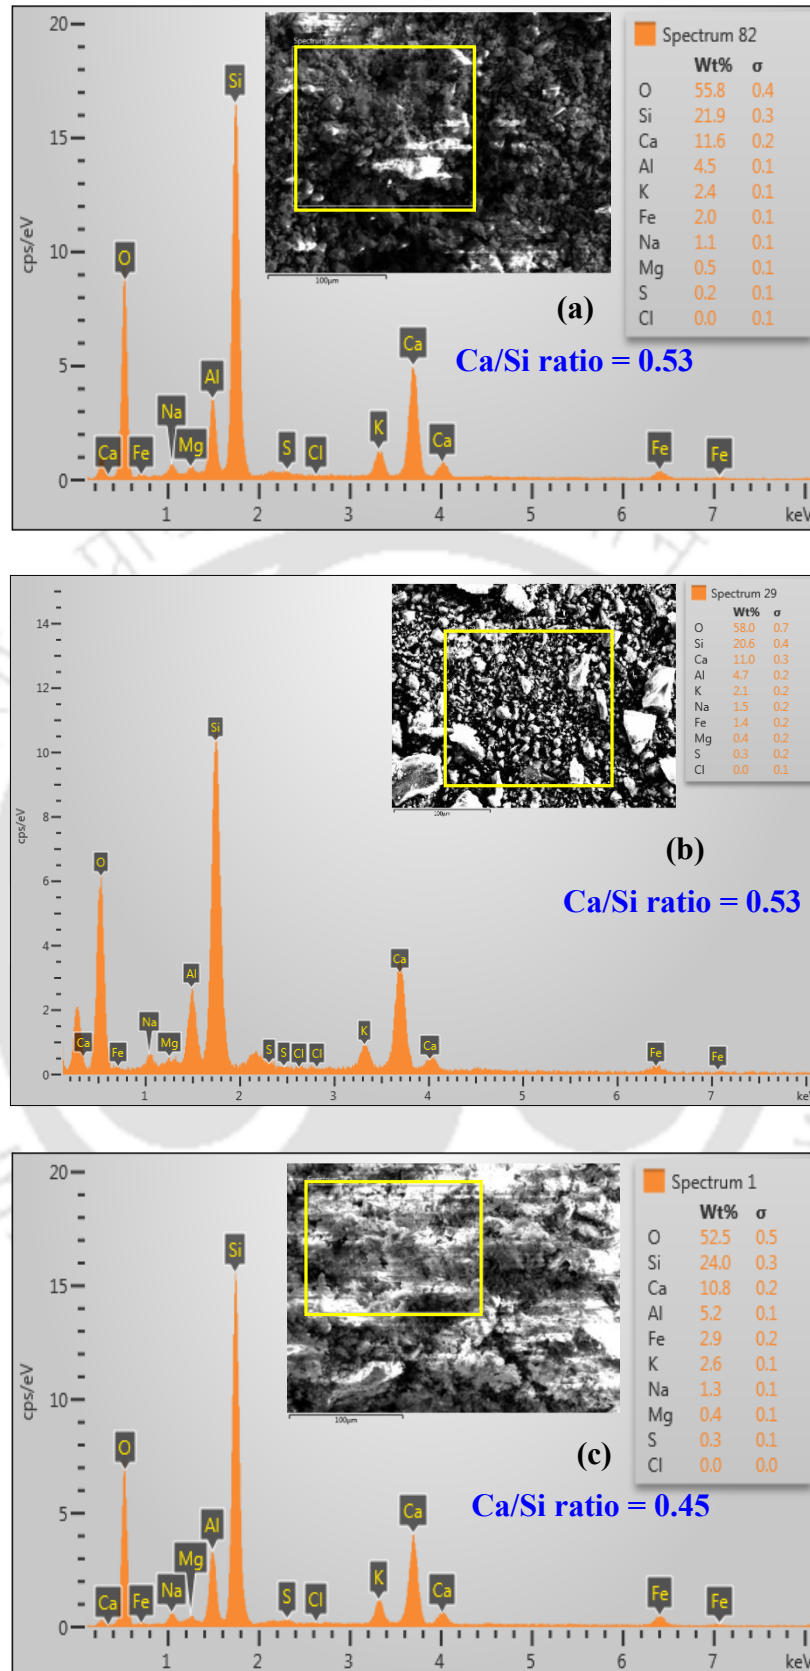 Spectrum 82
Wt% σ
O 55.8 0.4
Si 21.9 0.3
Ca 11.6 0.2
Al 4.5 0.1
K 2.4 0.1
Fe 2.0 0.1
Na 1.1 0.1
Mg 0.5 0.1
S 0.2 0.1
Cl 0.0 0.1
Spectrum 82
100µm
(a)
Ca/Si ratio = 0.53
cps/eV
20
15
10
5
0
Ca O Fe Na Mg Al Si S Cl K Ca Ca Fe Fe
1 2 3 4 5 6 7 keV
Spectrum 29
Wt% σ
O 58.0 0.7
Si 20.6 0.4
Ca 11.0 0.3
Al 4.7 0.2
K 2.1 0.2
Na 1.5 0.2
Fe 1.4 0.2
Mg 0.4 0.2
S 0.3 0.2
Cl 0.0 0.1
100µm
(b)
Ca/Si ratio = 0.53
cps/eV
14
12
10
8
6
4
2
0
Ca O Fe Na Mg Al Si S S Cl Cl K Ca Ca Fe Fe
1 2 3 4 5 6 7 keV
Spectrum 1
Wt% σ
O 52.5 0.5
Si 24.0 0.3
Ca 10.8 0.2
Al 5.2 0.1
Fe 2.9 0.2
K 2.6 0.1
Na 1.3 0.1
Mg 0.4 0.1
S 0.3 0.1
Cl 0.0 0.0
100µm
(c)
Ca/Si ratio = 0.45
cps/eV
20
15
10
5
0
Ca O Fe Na Mg Al Si S Cl K Ca Ca Fe Fe
1 2 3 4 5 6 7 keV